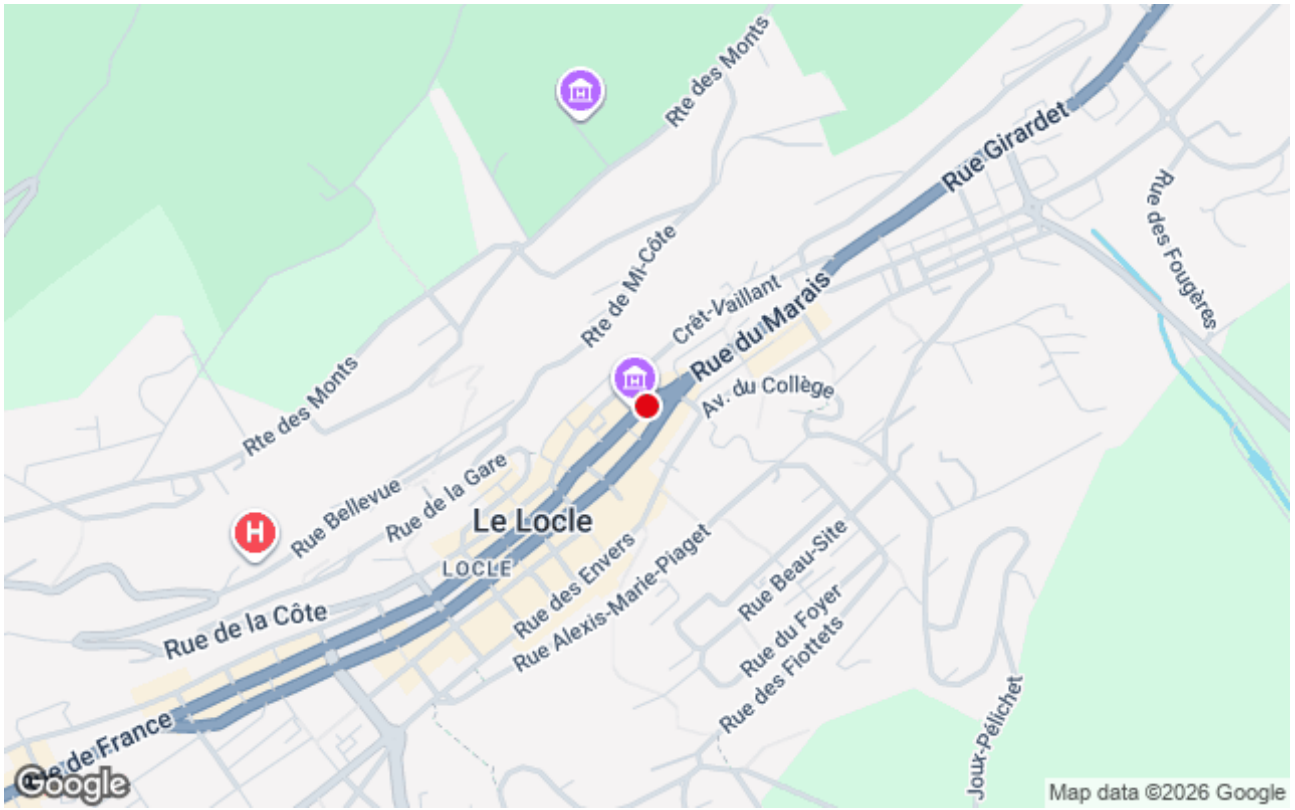 Rte des Monts
Rue Girardet
Rue des Fougères
Rte de Mi-Côte
Crêt-Vaillant
Rue du Marais
Av. du Collège
Rte des Monts
Rue de la Gare
Rue Bellevue
H
Le Locle
LOCLE
Rue des Envers
Rue Alexis-Marie-Piaget
Rue Beau-Site
Rue du Foyer
Rue des Fiottets
Rue de la Côte
Joux-Pélichet
de France
Google
Map data ©2026 Google